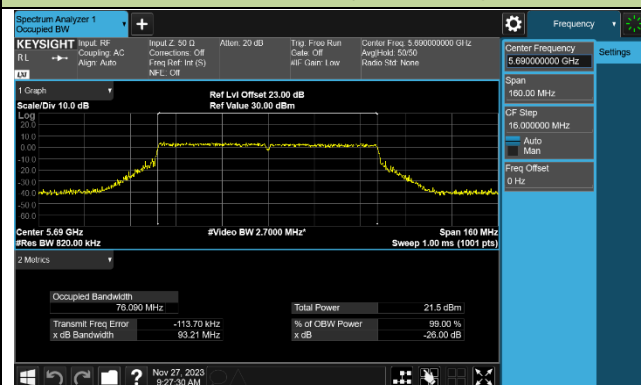 Spectrum Analyzer 1
Occupied BW
Frequency
KEYSIGHT Input: RF
R L Coupling: AC
Align: Auto
LXI
Input Z: 50 Ω
Corrections: Off
Freq Ref: Int (S)
NFE: Off
Atten: 20 dB
Trig: Free Run
Gate: Off
#IF Gain: Low
Center Freq: 5.690000000 GHz
Avg|Hold: 50/50
Radio Std: None
Center Frequency
5.690000000 GHz
Settings
Span
160.00 MHz
CF Step
16.000000 MHz
Auto
Man
Freq Offset
0 Hz
1 Graph
Scale/Div 10.0 dB
Ref Lvl Offset 23.00 dB
Ref Value 30.00 dBm
Log
20.0
10.0
0.00
-10.0
-20.0
-30.0
-40.0
-50.0
-60.0
Center 5.69 GHz
#Res BW 820.00 kHz
#Video BW 2.7000 MHz*
Span 160 MHz
Sweep 1.00 ms (1001 pts)
2 Metrics
Occupied Bandwidth
76.090 MHz
Total Power 21.5 dBm
Transmit Freq Error -113.70 kHz
% of OBW Power 99.00 %
x dB Bandwidth 93.21 MHz
x dB -26.00 dB
?
Nov 27, 2023
9:27:30 AM